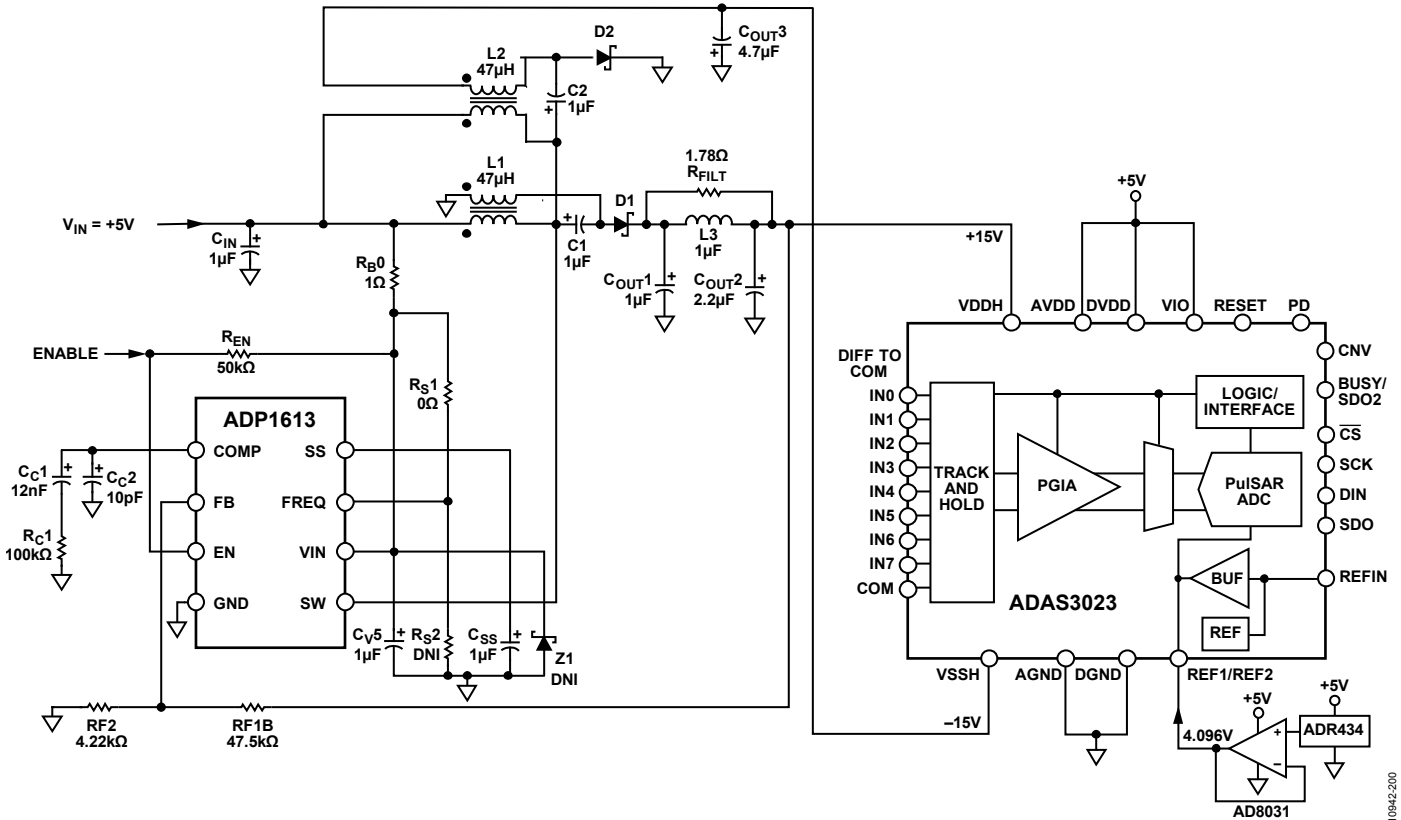 L2
47µH
C2
1µF
D2
COUT3
4.7µF
L1
47µH
1.78Ω
RFILT
D1
VIN = +5V
CIN
1µF
C1
1µF
L3
1µF
RB0
1Ω
COUT1
1µF
COUT2
2.2µF
+15V
+5V
ENABLE
REN
50kΩ
RS1
0Ω
ADP1613
COMP
FB
EN
GND
SS
FREQ
VIN
SW
CC1
12nF
CC2
10pF
RC1
100kΩ
CV5
1µF
RS2
DNI
CSS
1µF
Z1
DNI
RF2
4.22kΩ
RF1B
47.5kΩ
VDDH
AVDD
DVDD
VIO
RESET
PD
DIFF TO
COM
IN0
IN1
IN2
IN3
IN4
IN5
IN6
IN7
COM
TRACK
AND
HOLD
PGIA
LOGIC/
INTERFACE
PulSAR
ADC
BUF
REF
ADAS3023
CNV
BUSY/
SDO2
CS
SCK
DIN
SDO
REFIN
VSSH
AGND
DGND
REF1/REF2
–15V
4.096V
+5V
+5V
+
–
ADR434
AD8031
10942-200